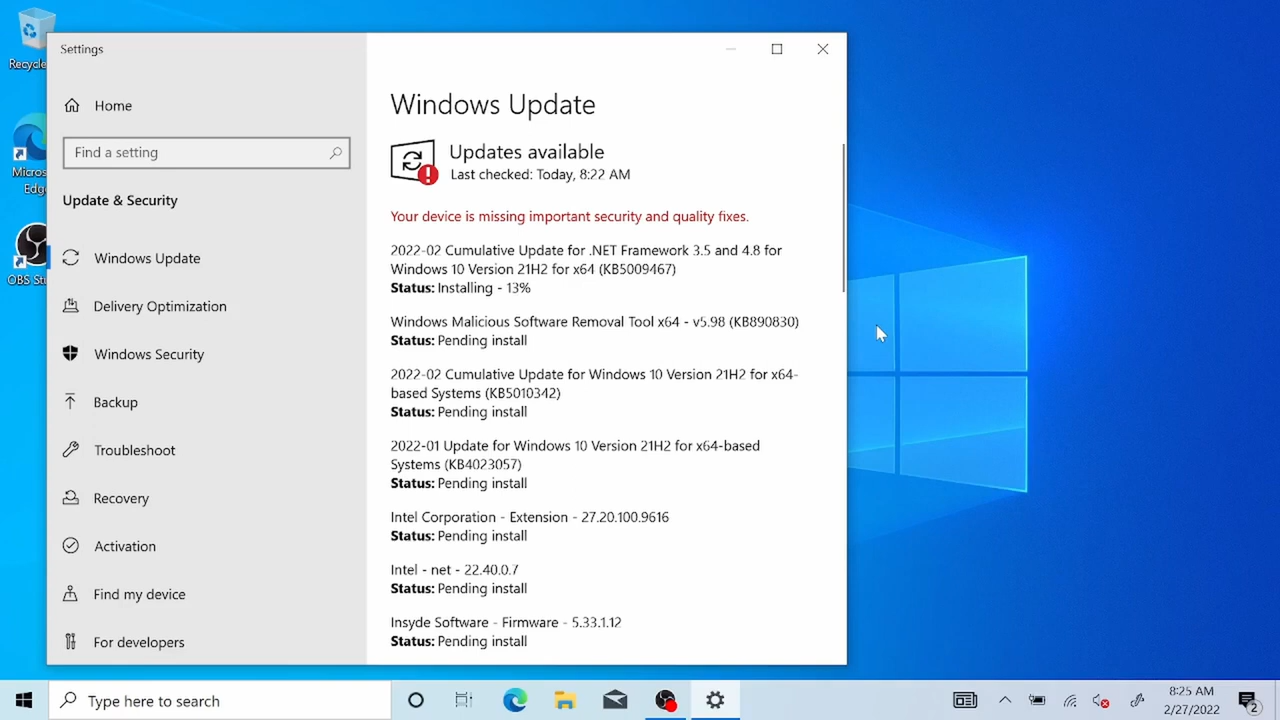 Recycle
Micros
Edg
OBS Stu
Settings
Home
Find a setting
Update & Security
Windows Update
Delivery Optimization
Windows Security
Backup
Troubleshoot
Recovery
Activation
Find my device
For developers
Windows Update
Updates available
Last checked: Today, 8:22 AM
Your device is missing important security and quality fixes.
2022-02 Cumulative Update for .NET Framework 3.5 and 4.8 for
Windows 10 Version 21H2 for x64 (KB5009467)
Status: Installing - 13%
Windows Malicious Software Removal Tool x64 - v5.98 (KB890830)
Status: Pending install
2022-02 Cumulative Update for Windows 10 Version 21H2 for x64-
based Systems (KB5010342)
Status: Pending install
2022-01 Update for Windows 10 Version 21H2 for x64-based
Systems (KB4023057)
Status: Pending install
Intel Corporation - Extension - 27.20.100.9616
Status: Pending install
Intel - net - 22.40.0.7
Status: Pending install
Insyde Software - Firmware - 5.33.1.12
Status: Pending install
Type here to search
8:25 AM
2/27/2022
2